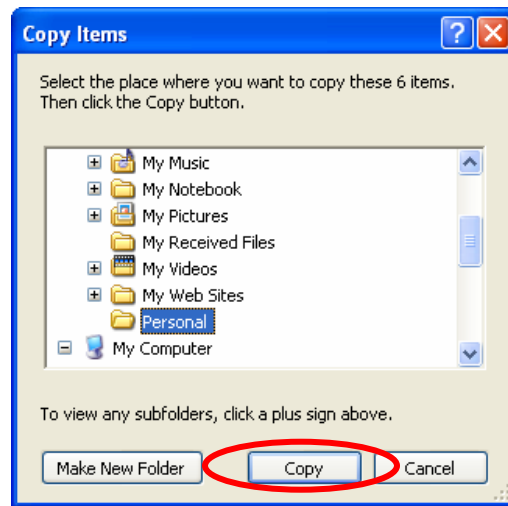 Copy Items
Select the place where you want to copy these 6 items.
Then click the Copy button.
My Music
My Notebook
My Pictures
My Received Files
My Videos
My Web Sites
Personal
My Computer
To view any subfolders, click a plus sign above.
Make New Folder Copy Cancel